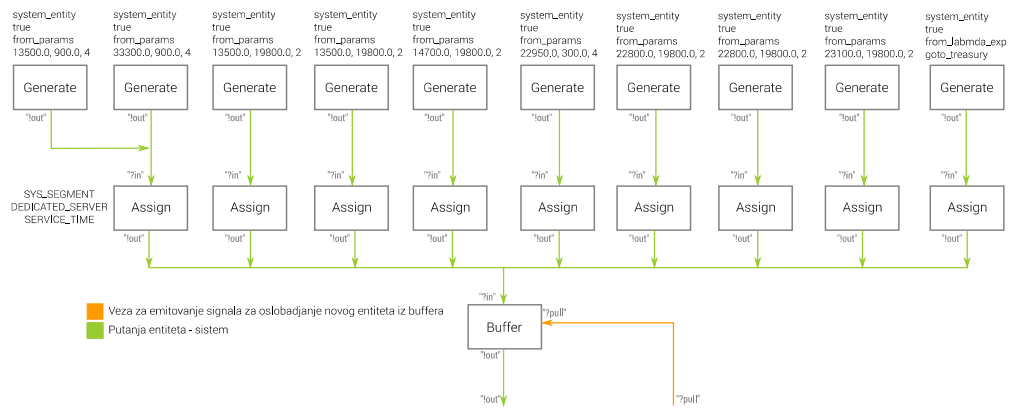 system_entity
true
from_params
13500.0, 900.0, 4
system_entity
true
from_params
33300.0, 900.0, 4
system_entity
true
from_params
13500.0, 19800.0, 2
system_entity
true
from_params
13500.0, 19800.0, 2
system_entity
true
from_params
14700.0, 19800.0, 2
system_entity
true
from_params
22950.0, 300.0, 4
system_entity
true
from_params
22800.0, 19800.0, 2
system_entity
true
from_params
22800.0, 19800.0, 2
system_entity
true
from_params
23100.0, 19800.0, 2
system_entity
true
from_labmda_exp
goto_treasury
Generate Generate Generate Generate Generate Generate Generate Generate Generate Generate
"!out" "!out" "!out" "!out" "!out" "!out" "!out" "!out" "!out" "!out"
"?in" "?in" "?in" "?in" "?in" "?in" "?in" "?in" "?in"
SYS_SEGMENT
DEDICATED_SERVER
SERVICE_TIME
Assign Assign Assign Assign Assign Assign Assign Assign Assign
"!out" "!out" "!out" "!out" "!out" "!out" "!out" "!out" "!out"
"?in"
Veza za emitovanje signala za oslobadjanje novog entiteta iz buffera
Putanja entiteta - sistem
Buffer
"?pull"
"!out"
"!out"
"?pull"